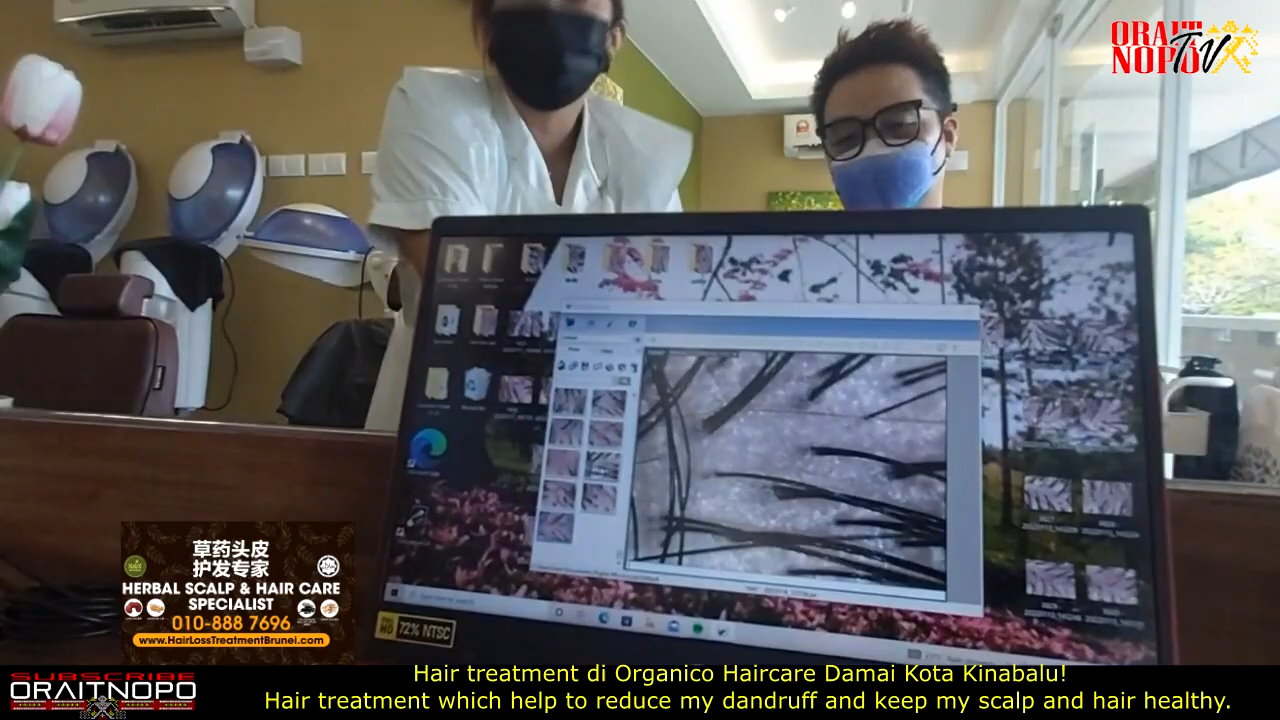 ORAIT
NOPO TV
草药头皮
护发专家
HERBAL SCALP & HAIR CARE
SPECIALIST
010-888 7696
www.HairLossTreatmentBrunei.com
72% NTSC
Hair treatment di Organico Haircare Damai Kota Kinabalu!
SUBSCRIBE
ORAITNOPO
Hair treatment which help to reduce my dandruff and keep my scalp and hair healthy.